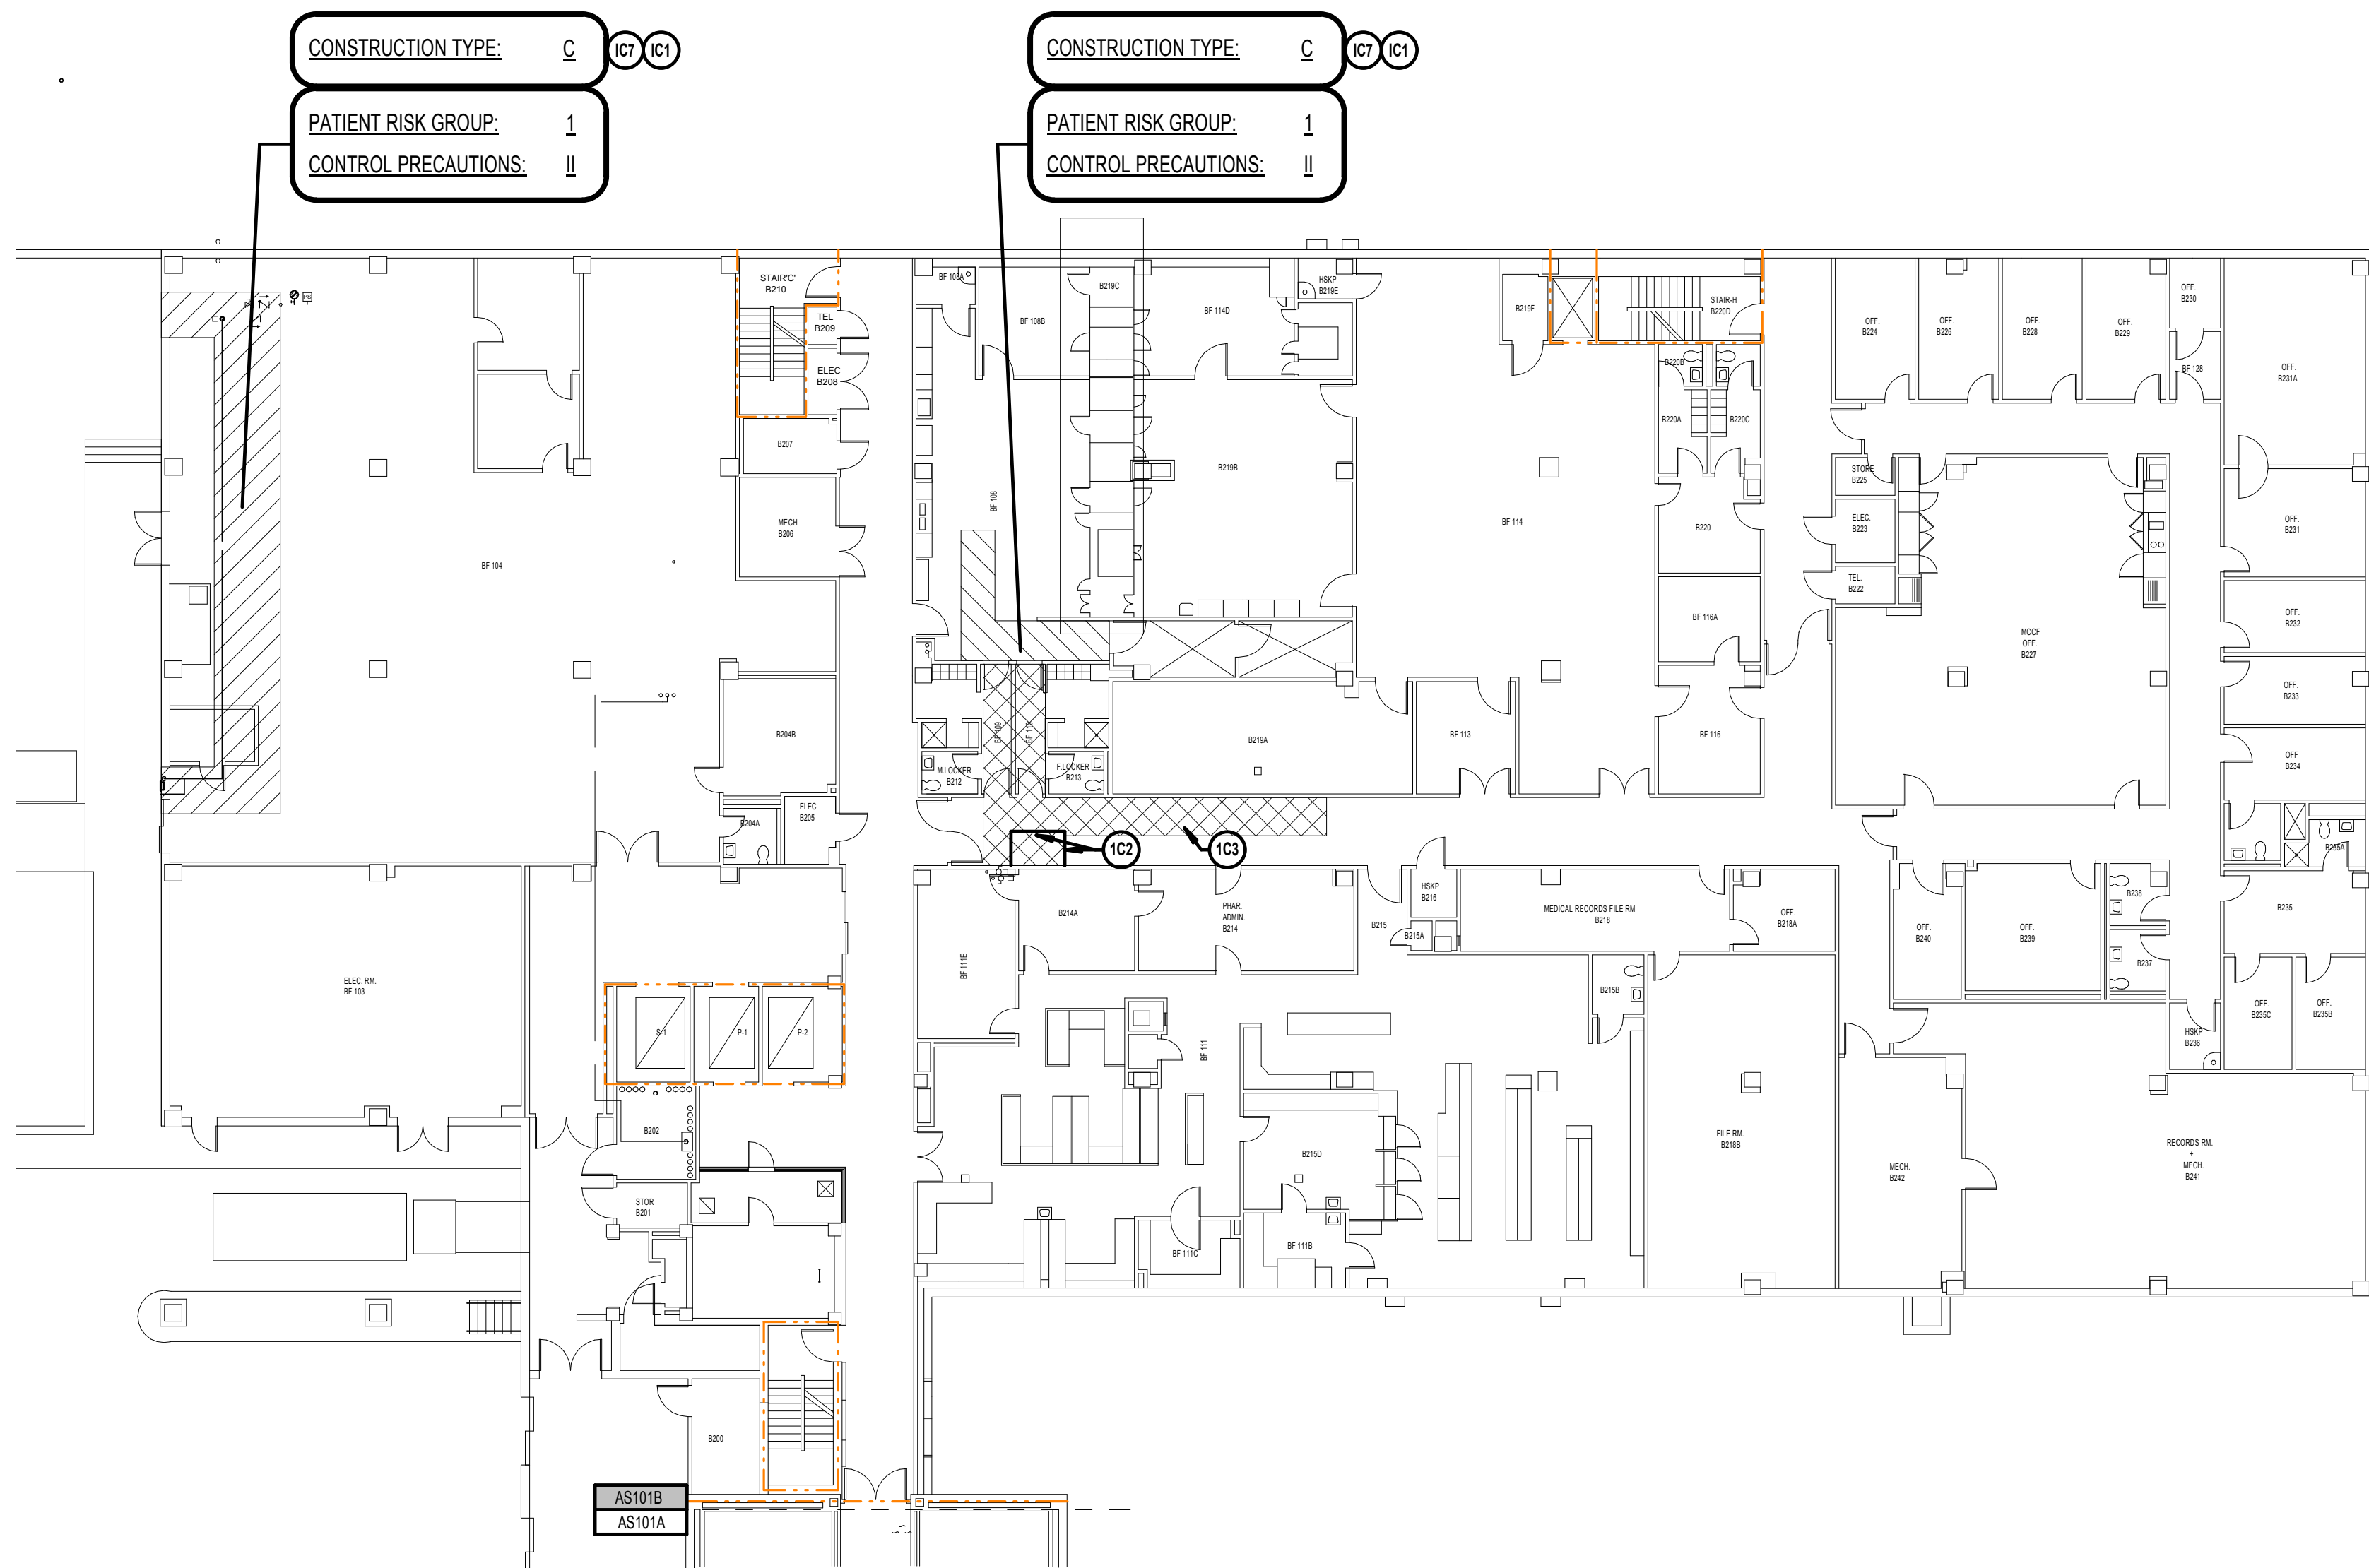 CONSTRUCTION TYPE: C
IC7 IC1
PATIENT RISK GROUP: 1
CONTROL PRECAUTIONS: II
CONSTRUCTION TYPE: C
IC7 IC1
PATIENT RISK GROUP: 1
CONTROL PRECAUTIONS: II
STAIR'C'
B210
TEL
B209
ELEC
B208
B207
MECH
B206
PS
BF 104
BF 108A
BF 108B
B219C
BF 114D
HSKP
B219E
B219F
STAIR-H
B220D
B220B
B220A
B220C
BF 108
B219B
BF 114
B220
BF 116A
BF 116
OFF.
B224
OFF.
B226
OFF.
B228
OFF.
B229
OFF.
B230
BF 128
OFF.
B231A
STORE
B225
ELEC.
B223
TEL.
B222
OFF.
B231
MCCF
OFF.
B227
OFF.
B232
OFF.
B233
OFF
B234
B204B
ELEC
B205
B204A
BF 109
BF 110
M.LOCKER
B212
F.LOCKER
B213
B219A
BF 113
1C2
1C3
B235A
B214A
PHAR.
ADMIN.
B214
B215
HSKP
B216
B215A
MEDICAL RECORDS FILE RM
B218
OFF.
B218A
OFF.
B240
OFF.
B239
B238
B237
B235
OFF.
B235C
OFF.
B235B
HSKP
B236
ELEC. RM.
BF 103
S-1
P-1
P-2
BF 111E
BF 111
B215B
B202
STOR
B201
B215D
FILE RM.
B218B
MECH.
B242
RECORDS RM.
+
MECH.
B241
BF 111C
BF 111B
B200
AS101B
AS101A